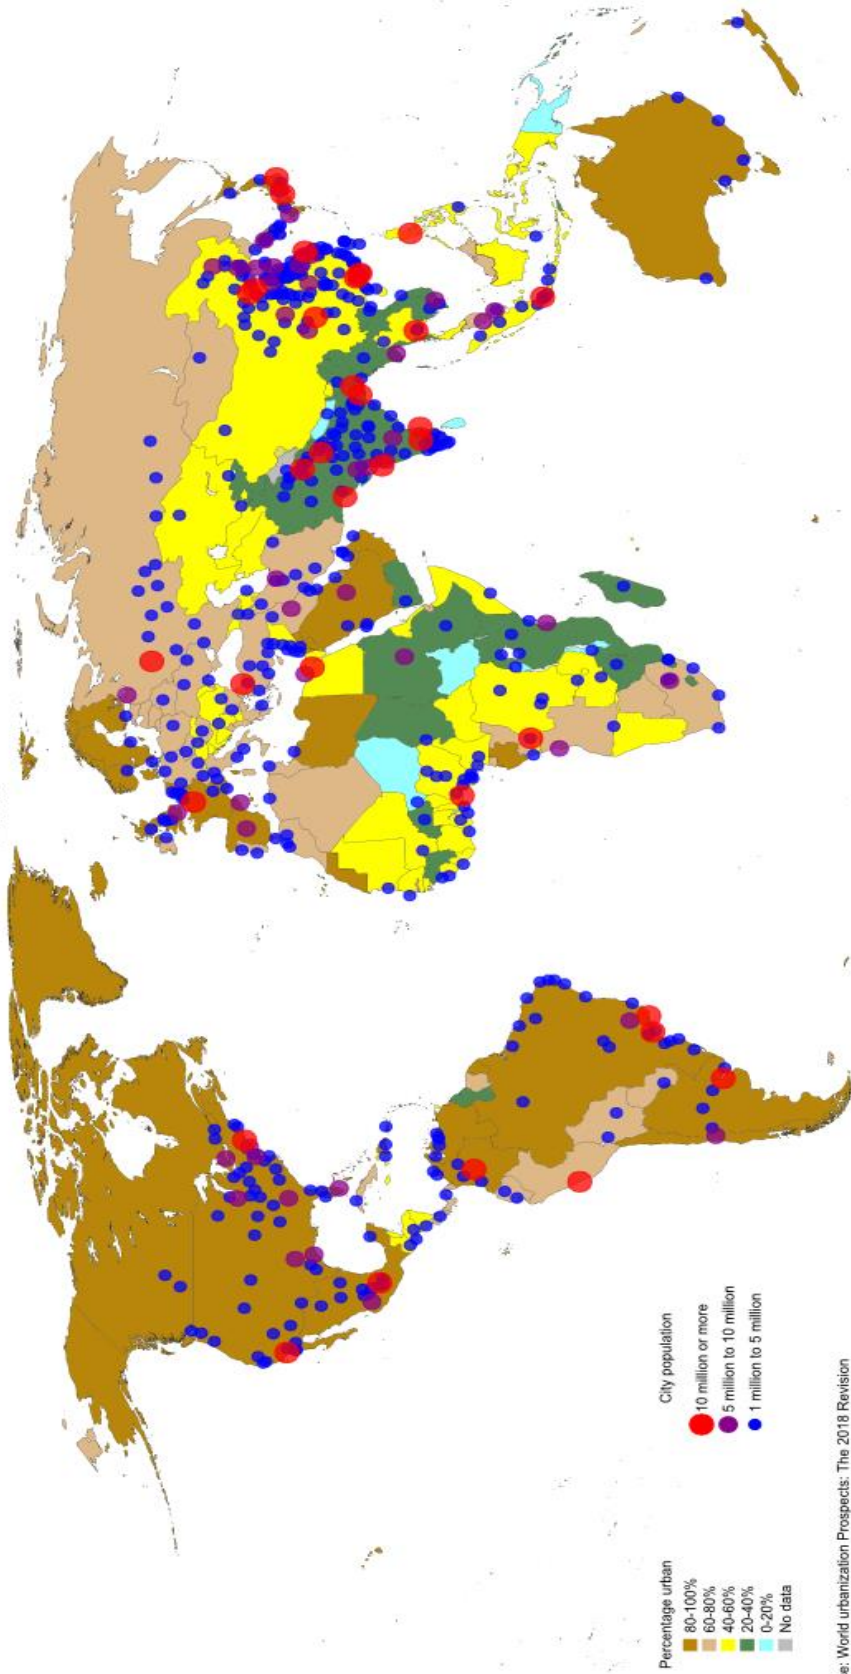 Percentage urban
80-100%
60-80%
40-60%
20-40%
0-20%
No data
City population
10 million or more
5 million to 10 million
1 million to 5 million
e: World urbanization Prospects: The 2018 Revision